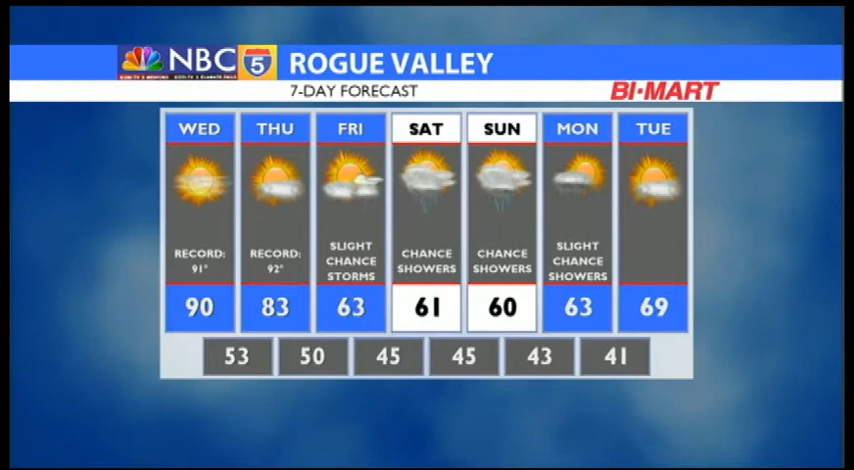 NBC 5 ROGUE VALLEY
7-DAY FORECAST BI-MART
WED THU FRI SAT SUN MON TUE
RECORD: 91° RECORD: 92° SLIGHT CHANCE STORMS CHANCE SHOWERS CHANCE SHOWERS SLIGHT CHANCE SHOWERS
90 83 63 61 60 63 69
53 50 45 45 43 41